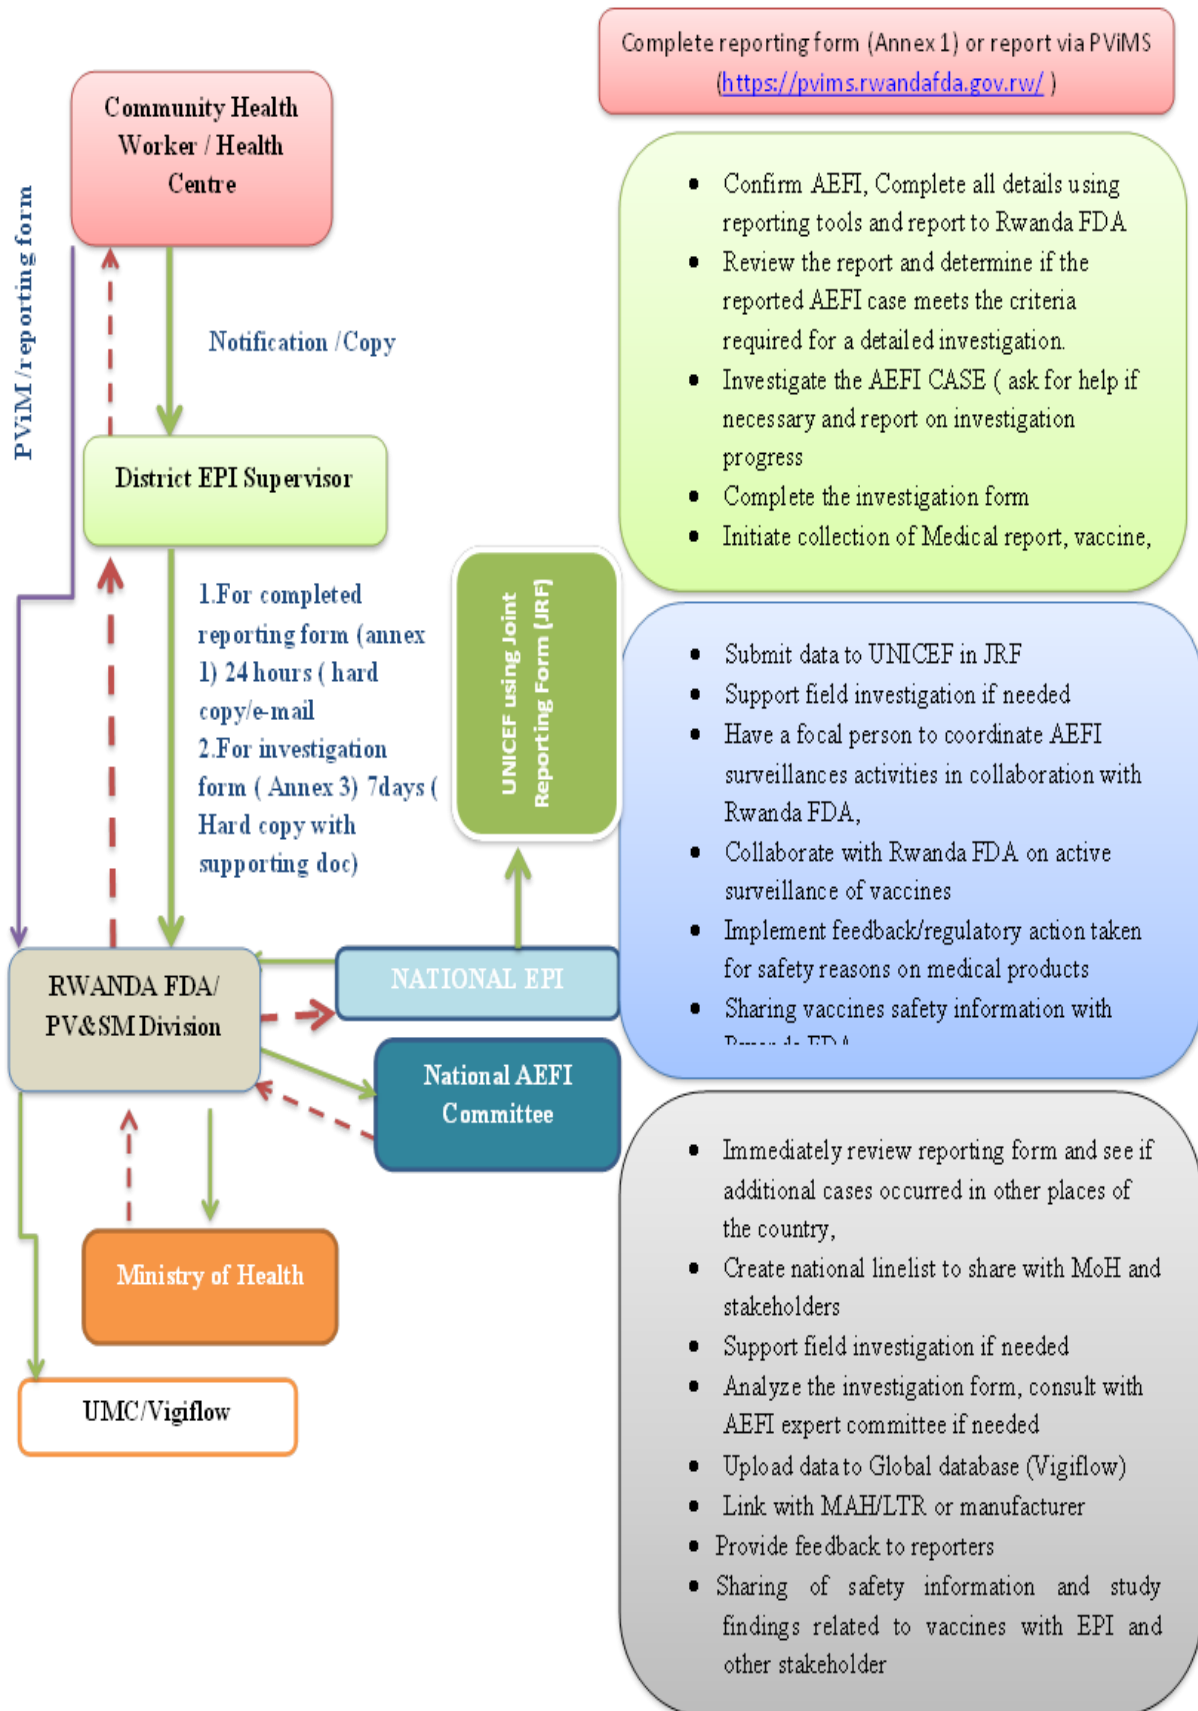 Complete reporting form (Annex 1) or report via PViMS
(https://pvims.rwandafda.gov.rw/ )
Community Health
Worker / Health
Centre
PViM/reporting form
Notification /Copy
District EPI Supervisor
1.For completed
reporting form (annex
1) 24 hours ( hard
copy/e-mail
2.For investigation
form ( Annex 3) 7days (
Hard copy with
supporting doc)
UNICEF using Joint
Reporting Form (JRF)
RWANDA FDA/
PV&SM Division
NATIONAL EPI
National AEFI
Committee
Ministry of Health
UMC/Vigiflow
• Confirm AEFI, Complete all details using
reporting tools and report to Rwanda FDA
• Review the report and determine if the
reported AEFI case meets the criteria
required for a detailed investigation.
• Investigate the AEFI CASE ( ask for help if
necessary and report on investigation
progress
• Complete the investigation form
• Initiate collection of Medical report, vaccine,
• Submit data to UNICEF in JRF
• Support field investigation if needed
• Have a focal person to coordinate AEFI
surveillances activities in collaboration with
Rwanda FDA,
• Collaborate with Rwanda FDA on active
surveillance of vaccines
• Implement feedback/regulatory action taken
for safety reasons on medical products
• Sharing vaccines safety information with
Rwanda FDA
• Immediately review reporting form and see if
additional cases occurred in other places of
the country,
• Create national linelist to share with MoH and
stakeholders
• Support field investigation if needed
• Analyze the investigation form, consult with
AEFI expert committee if needed
• Upload data to Global database (Vigiflow)
• Link with MAH/LTR or manufacturer
• Provide feedback to reporters
• Sharing of safety information and study
findings related to vaccines with EPI and
other stakeholder